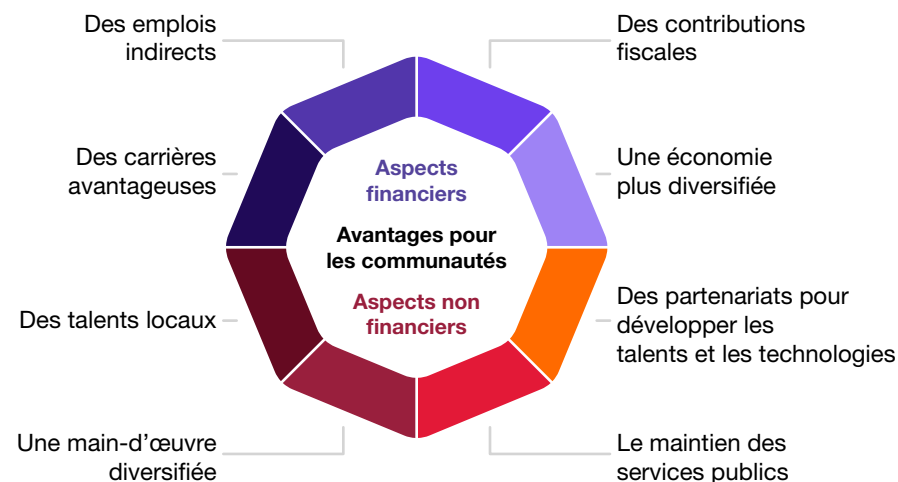 Des emplois
indirects
Des contributions
fiscales
Des carrières
avantageuses
Aspects
financiers
Une économie
plus diversifiée
Avantages pour
les communautés
Aspects non
financiers
Des talents locaux
Des partenariats pour
développer les
talents et les technologies
Une main-d’œuvre
diversifiée
Le maintien des
services publics